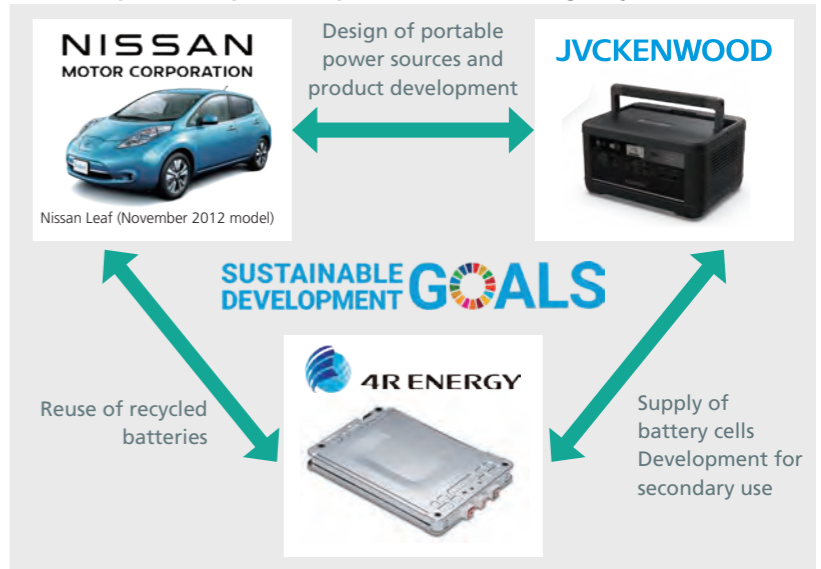 NISSAN
MOTOR CORPORATION
Nissan Leaf (November 2012 model)
Design of portable
power sources and
product development
JVCKENWOOD
SUSTAINABLE
DEVELOPMENT
GOALS
4R ENERGY
Reuse of recycled
batteries
Supply of
battery cells
Development for
secondary use